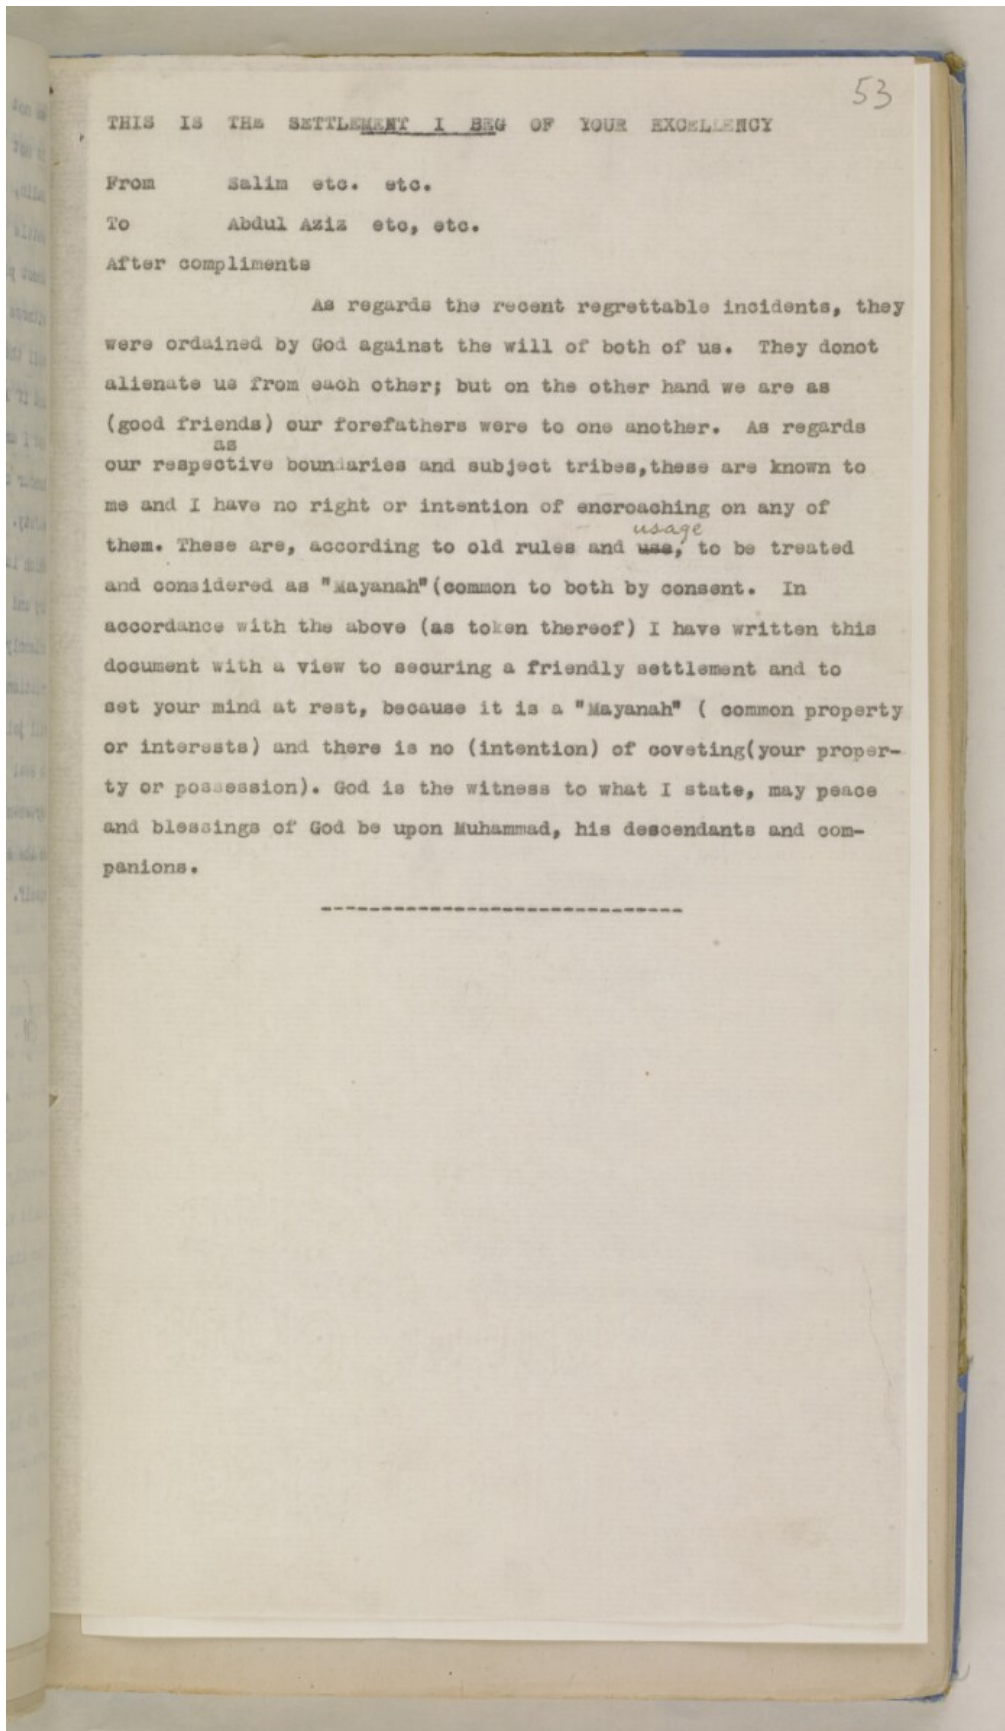 53
THIS IS THE SETTLEMENT I BEG OF YOUR EXCELLENCY
From Salim etc. etc.
To Abdul Aziz etc, etc.
After compliments
As regards the recent regrettable incidents, they
were ordained by God against the will of both of us. They donot
alienate us from each other; but on the other hand we are as
(good friends) our forefathers were to one another. As regards
as
our respective boundaries and subject tribes,these are known to
me and I have no right or intention of encroaching on any of
usage
them. These are, according to old rules and use, to be treated
and considered as "Mayanah"(common to both by consent. In
accordance with the above (as token thereof) I have written this
document with a view to securing a friendly settlement and to
set your mind at rest, because it is a "Mayanah" ( common property
or interests) and there is no (intention) of coveting(your proper-
ty or possession). God is the witness to what I state, may peace
and blessings of God be upon Muhammad, his descendants and com-
panions.